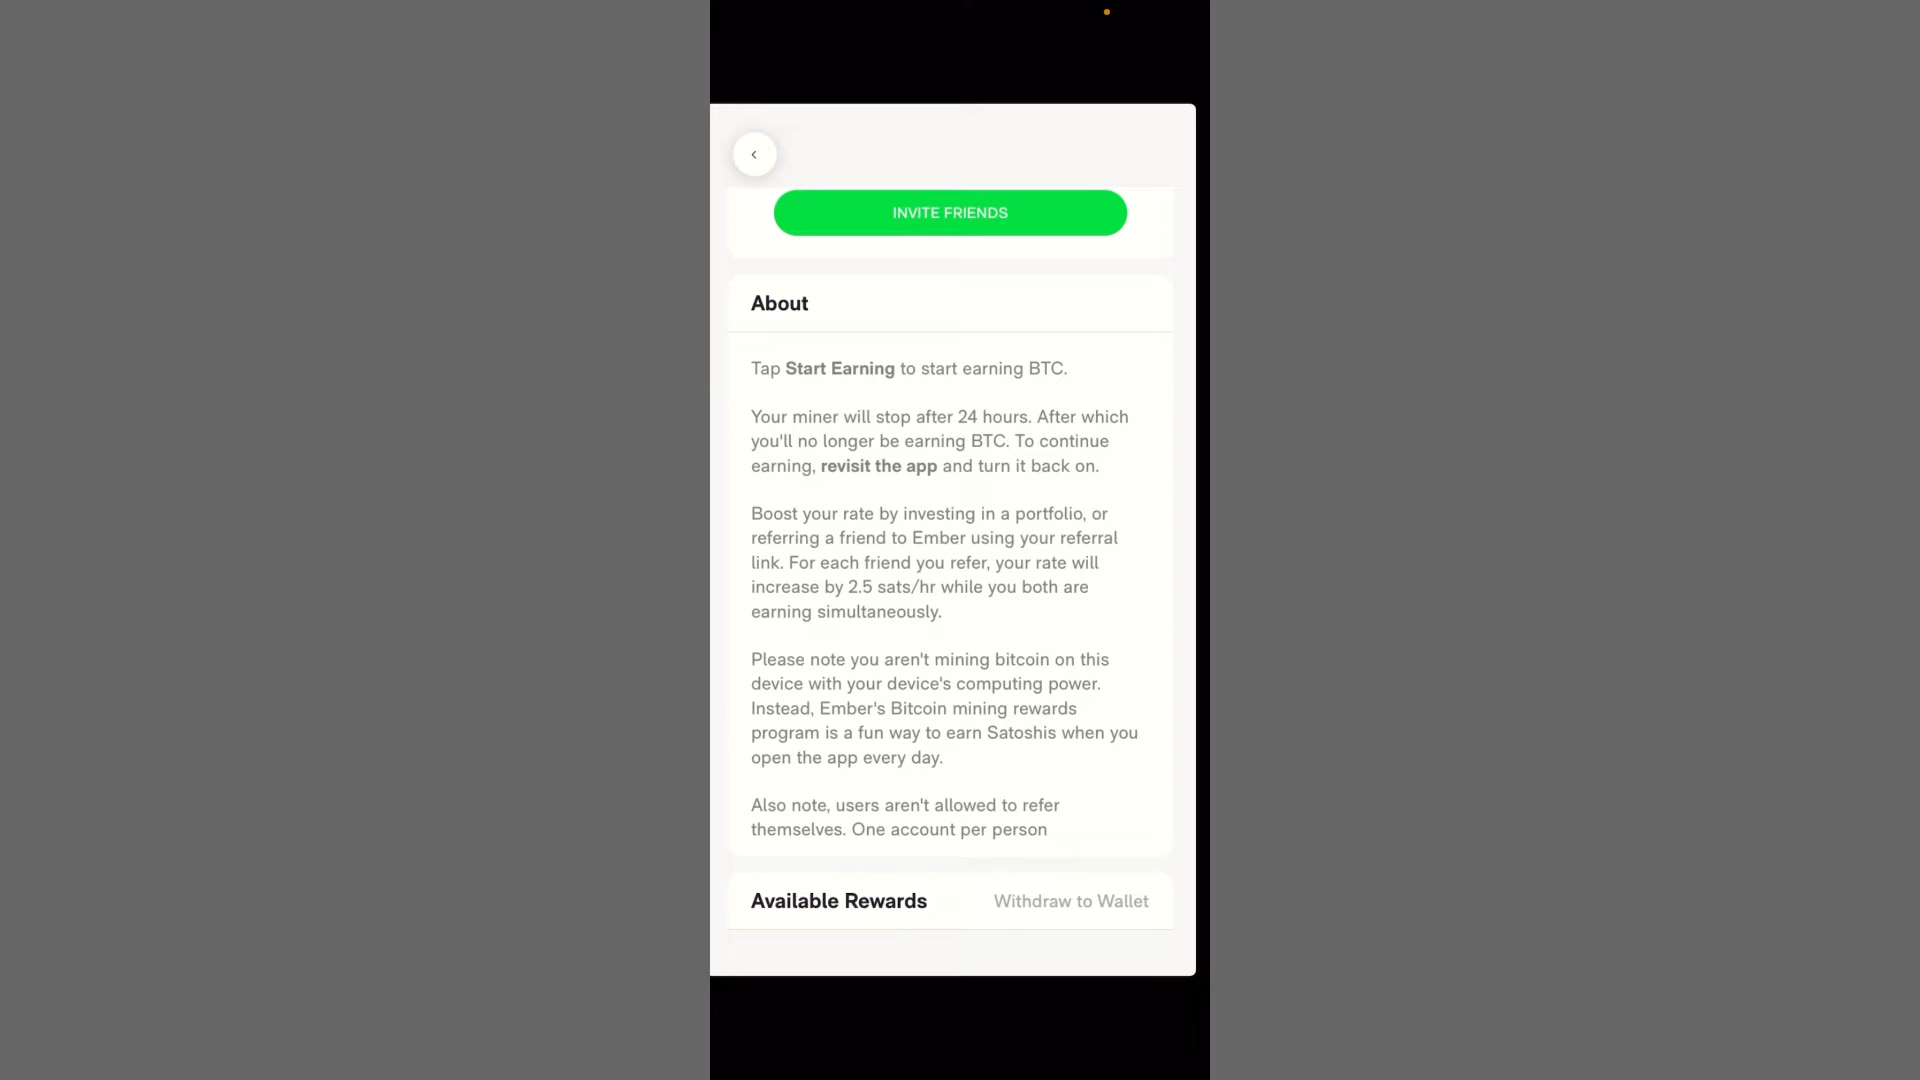 INVITE FRIENDS
About
Tap Start Earning to start earning BTC.
Your miner will stop after 24 hours. After which
you'll no longer be earning BTC. To continue
earning, revisit the app and turn it back on.
Boost your rate by investing in a portfolio, or
referring a friend to Ember using your referral
link. For each friend you refer, your rate will
increase by 2.5 sats/hr while you both are
earning simultaneously.
Please note you aren't mining bitcoin on this
device with your device's computing power.
Instead, Ember's Bitcoin mining rewards
program is a fun way to earn Satoshis when you
open the app every day.
Also note, users aren't allowed to refer
themselves. One account per person
Available Rewards Withdraw to Wallet